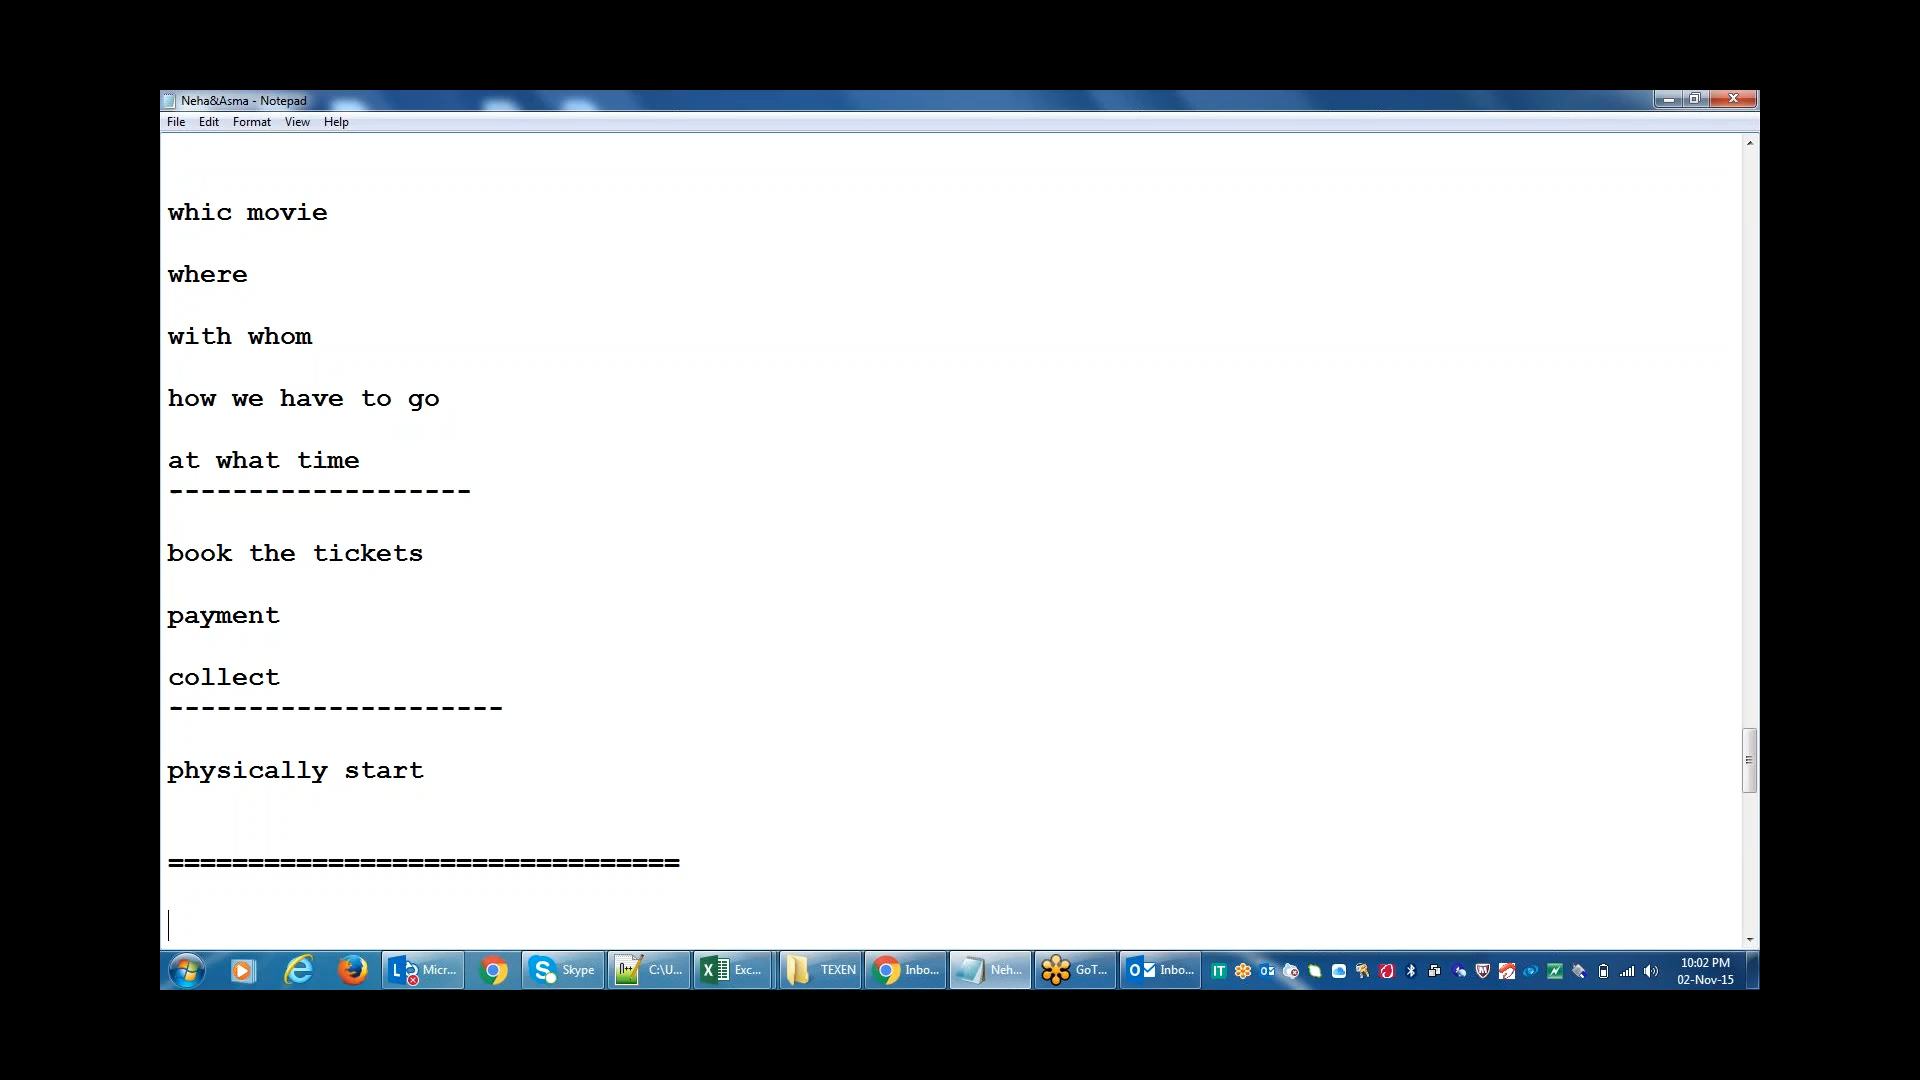 Neha&Asma - Notepad
File Edit Format View Help
whic movie
where
with whom
how we have to go
at what time
-------------------
book the tickets
payment
collect
---------------------
physically start
================================
Micr... Skype C:\U... Exc... TEXEN Inbo... Neh... GoT... Inbo... 10:02 PM
02-Nov-15